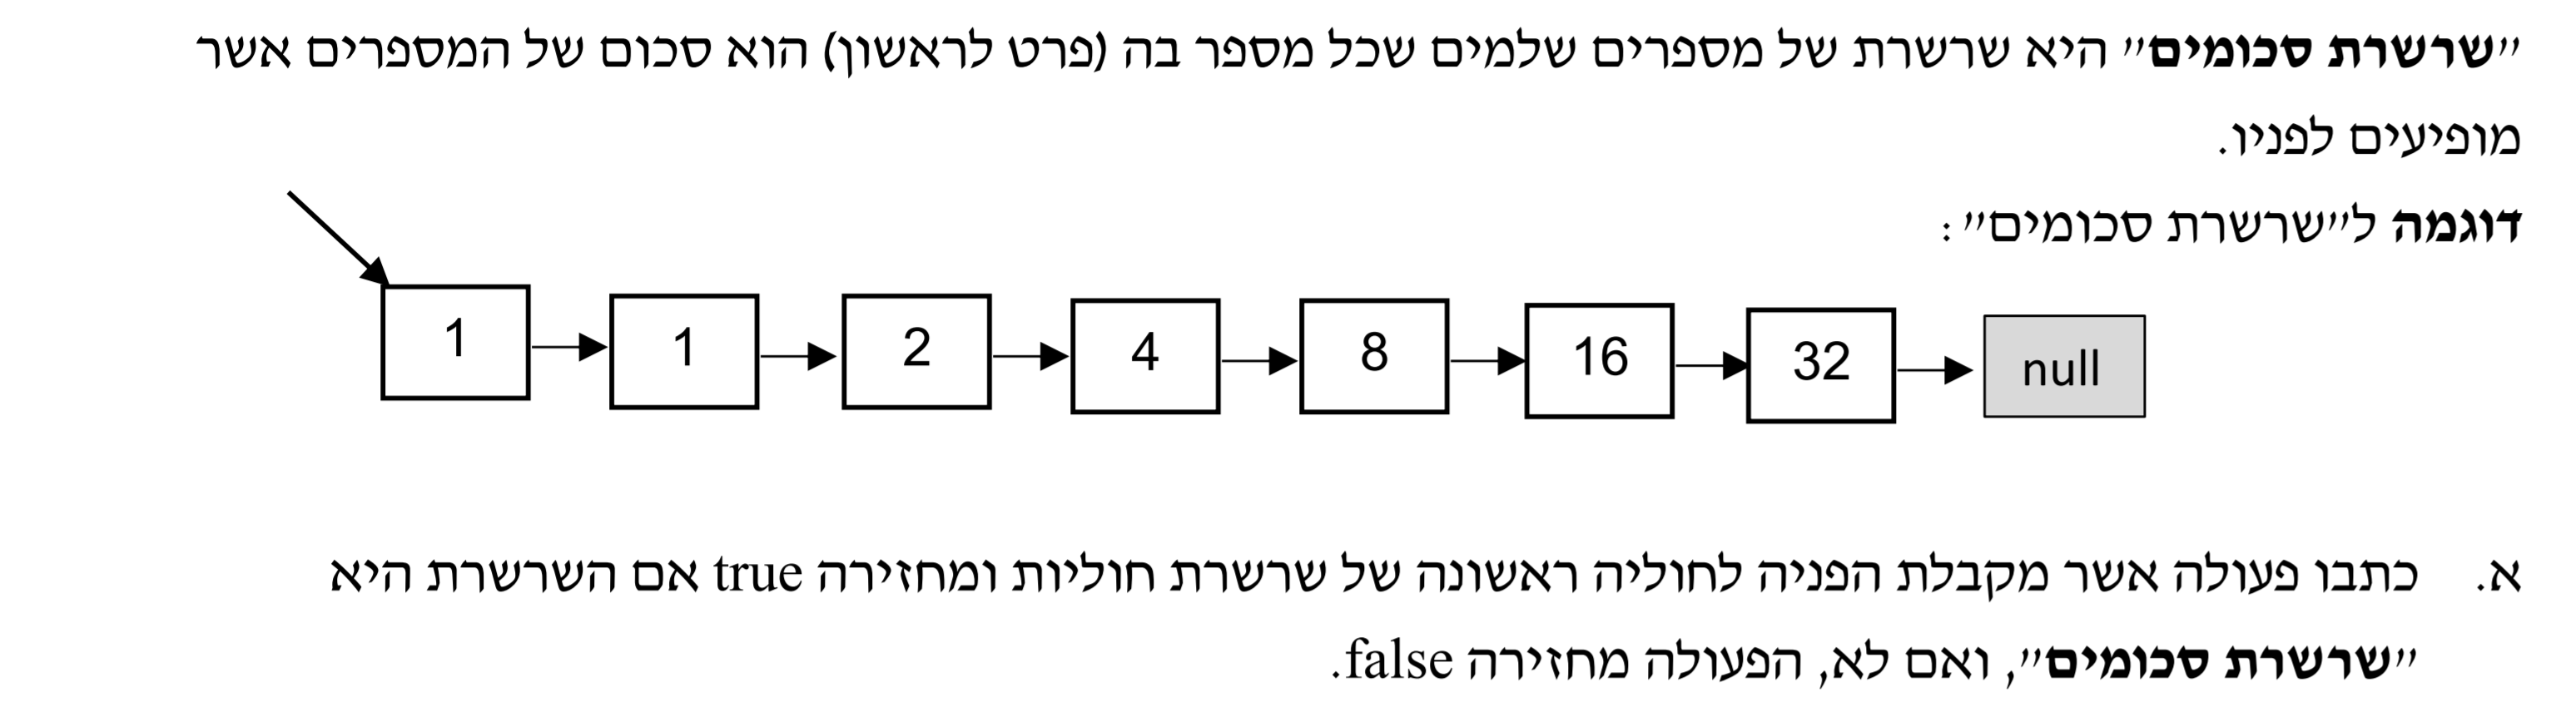 ״שרשרת סכומים״ היא שרשרת של מספרים שלמים שכל מספר בה (פרט לראשון) הוא סכום של המספרים אשר
מופיעים לפניו.
דוגמה ל״שרשרת סכומים״:
1 1 2 4 8 16 32 null
א. כתבו פעולה אשר מקבלת הפניה לחוליה ראשונה של שרשרת חוליות ומחזירה true אם השרשרת היא
״שרשרת סכומים״, ואם לא, הפעולה מחזירה false.